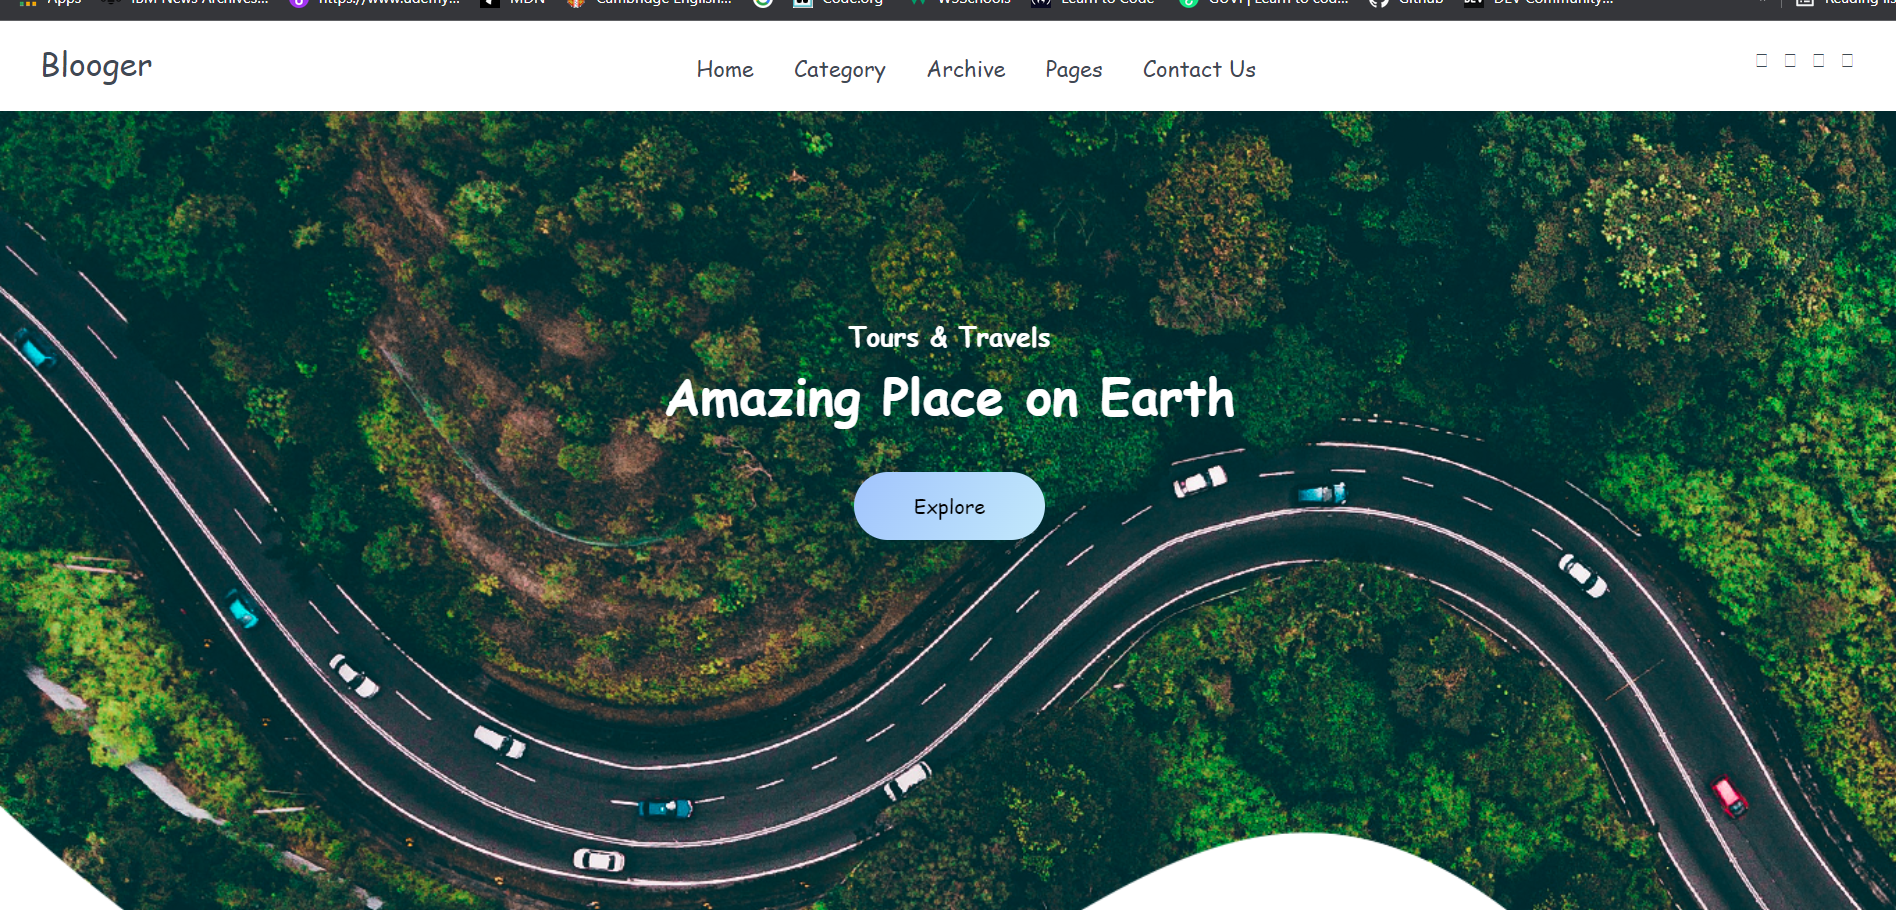 Apps IBM News Archives... https://www.udemy... MDN Cambridge English... Code.org W3Schools Learn to Code GUVI | Learn to cod... GitHub DEV Community... Reading lis
Blooger Home Category Archive Pages Contact Us
Tours & Travels
Amazing Place on Earth
Explore